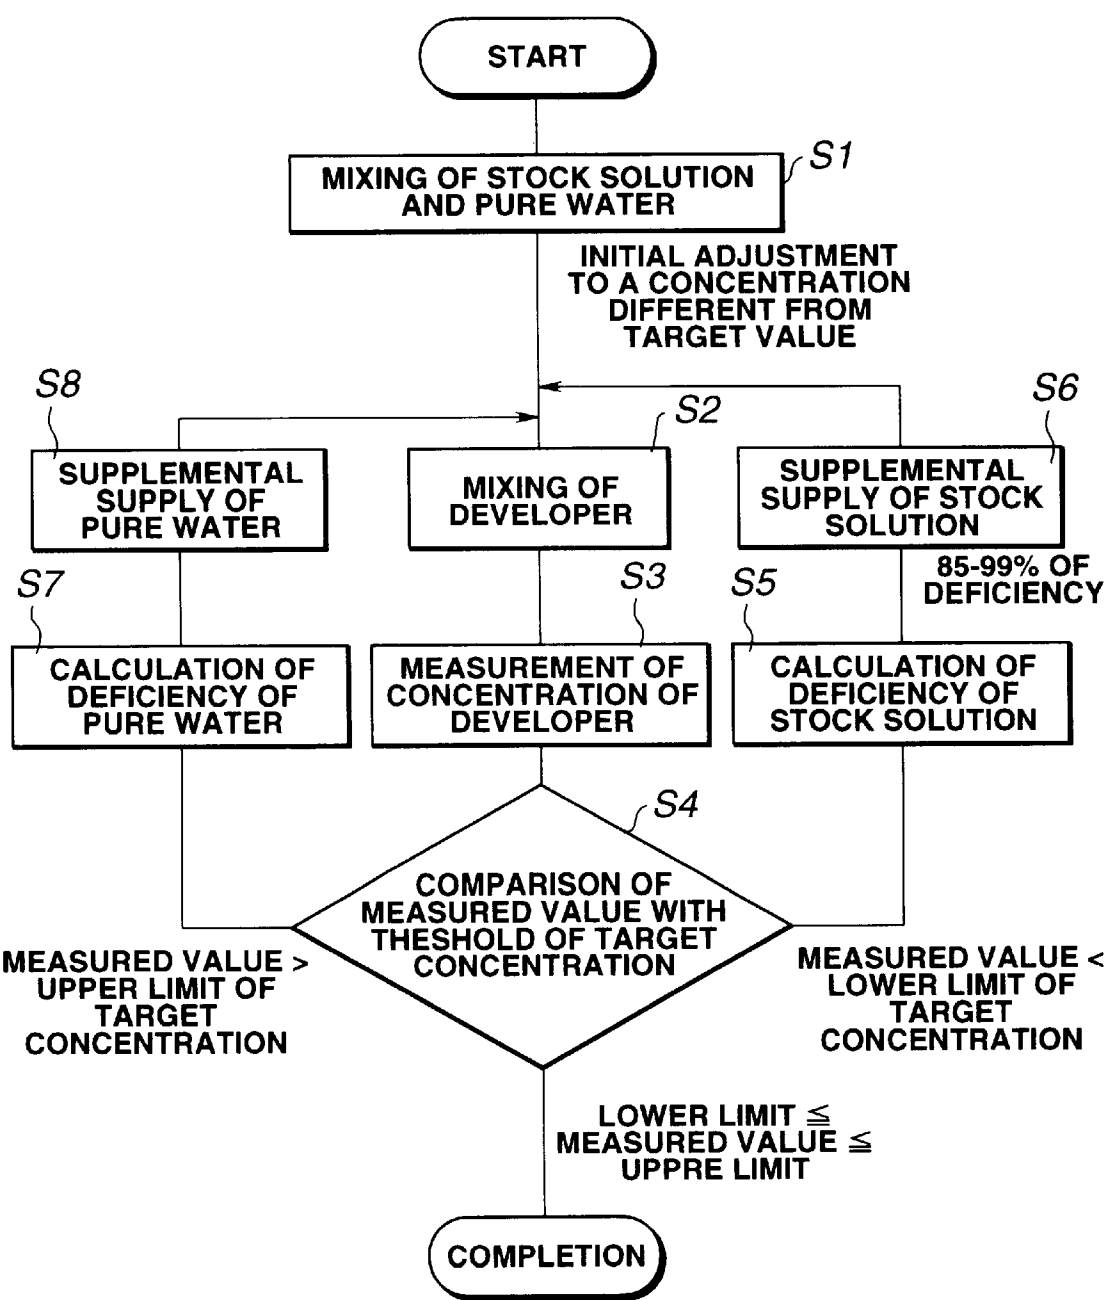 START
S1
MIXING OF STOCK SOLUTION
AND PURE WATER
INITIAL ADJUSTMENT
TO A CONCENTRATION
DIFFERENT FROM
TARGET VALUE
S8
SUPPLEMENTAL
SUPPLY OF
PURE WATER
S2
MIXING OF
DEVELOPER
S6
SUPPLEMENTAL
SUPPLY OF STOCK
SOLUTION
85-99% OF
DEFICIENCY
S7
CALCULATION OF
DEFICIENCY OF
PURE WATER
S3
MEASUREMENT OF
CONCENTRATION OF
DEVELOPER
S5
CALCULATION OF
DEFICIENCY OF
STOCK SOLUTION
S4
COMPARISON OF
MEASURED VALUE WITH
THESHOLD OF TARGET
CONCENTRATION
MEASURED VALUE >
UPPER LIMIT OF
TARGET
CONCENTRATION
MEASURED VALUE <
LOWER LIMIT OF
TARGET
CONCENTRATION
LOWER LIMIT ≦
MEASURED VALUE ≦
UPPRE LIMIT
COMPLETION